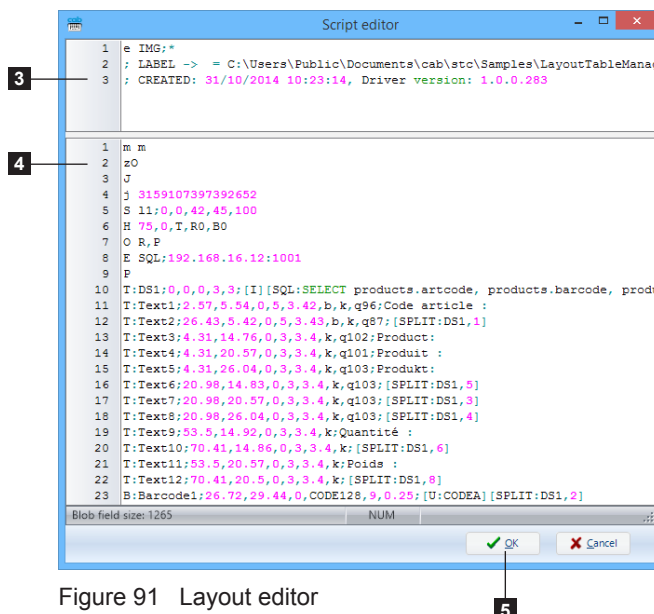 cab
Script editor
1 e IMG;*
2 ; LABEL -> = C:\Users\Public\Documents\cab\stc\Samples\LayoutTableMana
3 ; CREATED: 31/10/2014 10:23:14, Driver version: 1.0.0.283
3
1 m m
2 zO
4
3 J
4 j 3159107397392652
5 S l1;0,0,42,45,100
6 H 75,0,T,R0,B0
7 O R,P
8 E SQL;192.168.16.12:1001
9 P
10 T:DS1;0,0,0,3,3;[I][SQL:SELECT products.artcode, products.barcode, produ
11 T:Text1;2.57,5.54,0,5,3.42,b,k,q96;Code article :
12 T:Text2;26.43,5.42,0,5,3.43,b,k,q87;[SPLIT:DS1,1]
13 T:Text3;4.31,14.76,0,3,3.4,k,q102;Product:
14 T:Text4;4.31,20.57,0,3,3.4,k,q101;Produit :
15 T:Text5;4.31,26.04,0,3,3.4,k,q103;Produkt:
16 T:Text6;20.98,14.83,0,3,3.4,k,q103;[SPLIT:DS1,5]
17 T:Text7;20.98,20.57,0,3,3.4,k,q103;[SPLIT:DS1,3]
18 T:Text8;20.98,26.04,0,3,3.4,k,q103;[SPLIT:DS1,4]
19 T:Text9;53.5,14.92,0,3,3.4,k;Quantité :
20 T:Text10;70.41,14.86,0,3,3.4,k;[SPLIT:DS1,6]
21 T:Text11;53.5,20.57,0,3,3.4,k;Poids :
22 T:Text12;70.41,20.5,0,3,3.4,k;[SPLIT:DS1,8]
23 B:Barcode1;26.72,29.44,0,CODE128,9,0.25;[U:CODEA][SPLIT:DS1,2]
Blob field size: 1265 NUM
OK Cancel
Figure 91 Layout editor
5